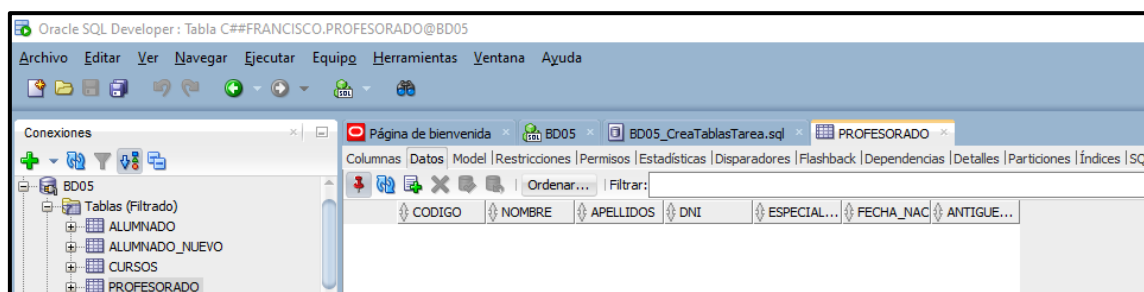 Oracle SQL Developer : Tabla C##FRANCISCO.PROFESORADO@BD05
Archivo Editar Ver Navegar Ejecutar Equipo Herramientas Ventana Ayuda
Conexiones
Página de bienvenida BD05 BD05_CreaTablasTarea.sql PROFESORADO
Columnas Datos Model |Restricciones |Permisos |Estadísticas |Disparadores |Flashback |Dependencias |Detalles |Particiones |Índices |SQ
Ordenar... Filtrar:
BD05
Tablas (Filtrado)
ALUMNADO
ALUMNADO_NUEVO
CURSOS
PROFESORADO
CODIGO NOMBRE APELLIDOS DNI ESPECIAL... FECHA_NAC ANTIGUE...